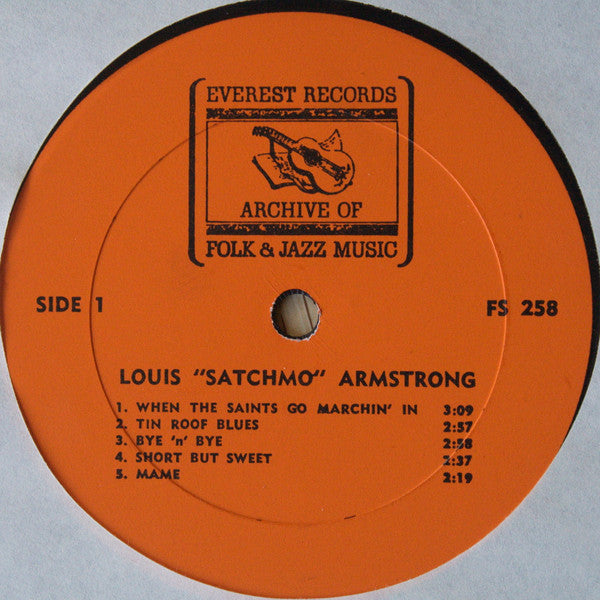 EVEREST RECORDS
ARCHIVE OF
FOLK & JAZZ MUSIC
SIDE 1 FS 258
LOUIS "SATCHMO" ARMSTRONG
1. WHEN THE SAINTS GO MARCHIN' IN 3:09
2. TIN ROOF BLUES 2:57
3. BYE 'n' BYE 2:58
4. SHORT BUT SWEET 2:37
5. MAME 2:19